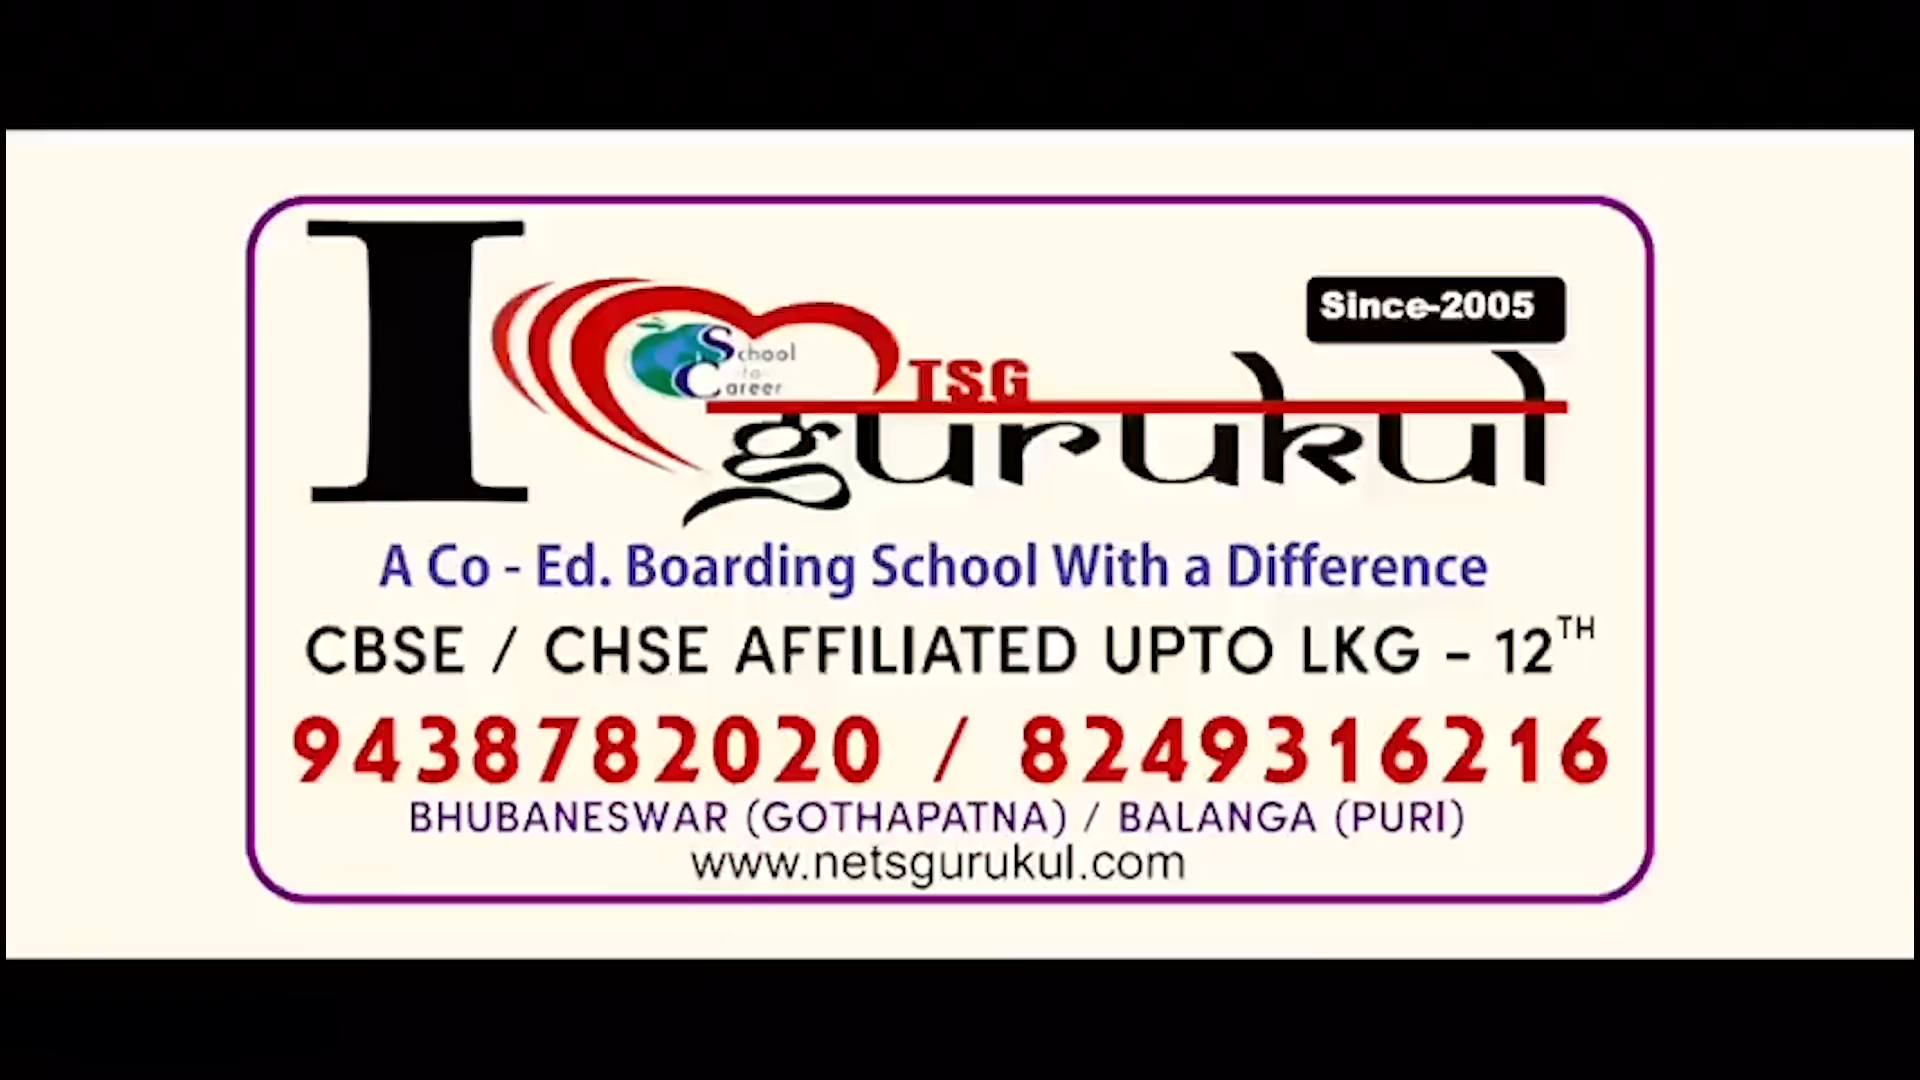 I
Since-2005
School
to
Career
TSG
gurukul
A Co - Ed. Boarding School With a Difference
CBSE / CHSE AFFILIATED UPTO LKG - 12TH
9438782020 / 8249316216
BHUBANESWAR (GOTHAPATNA) / BALANGA (PURI)
www.netsgurukul.com